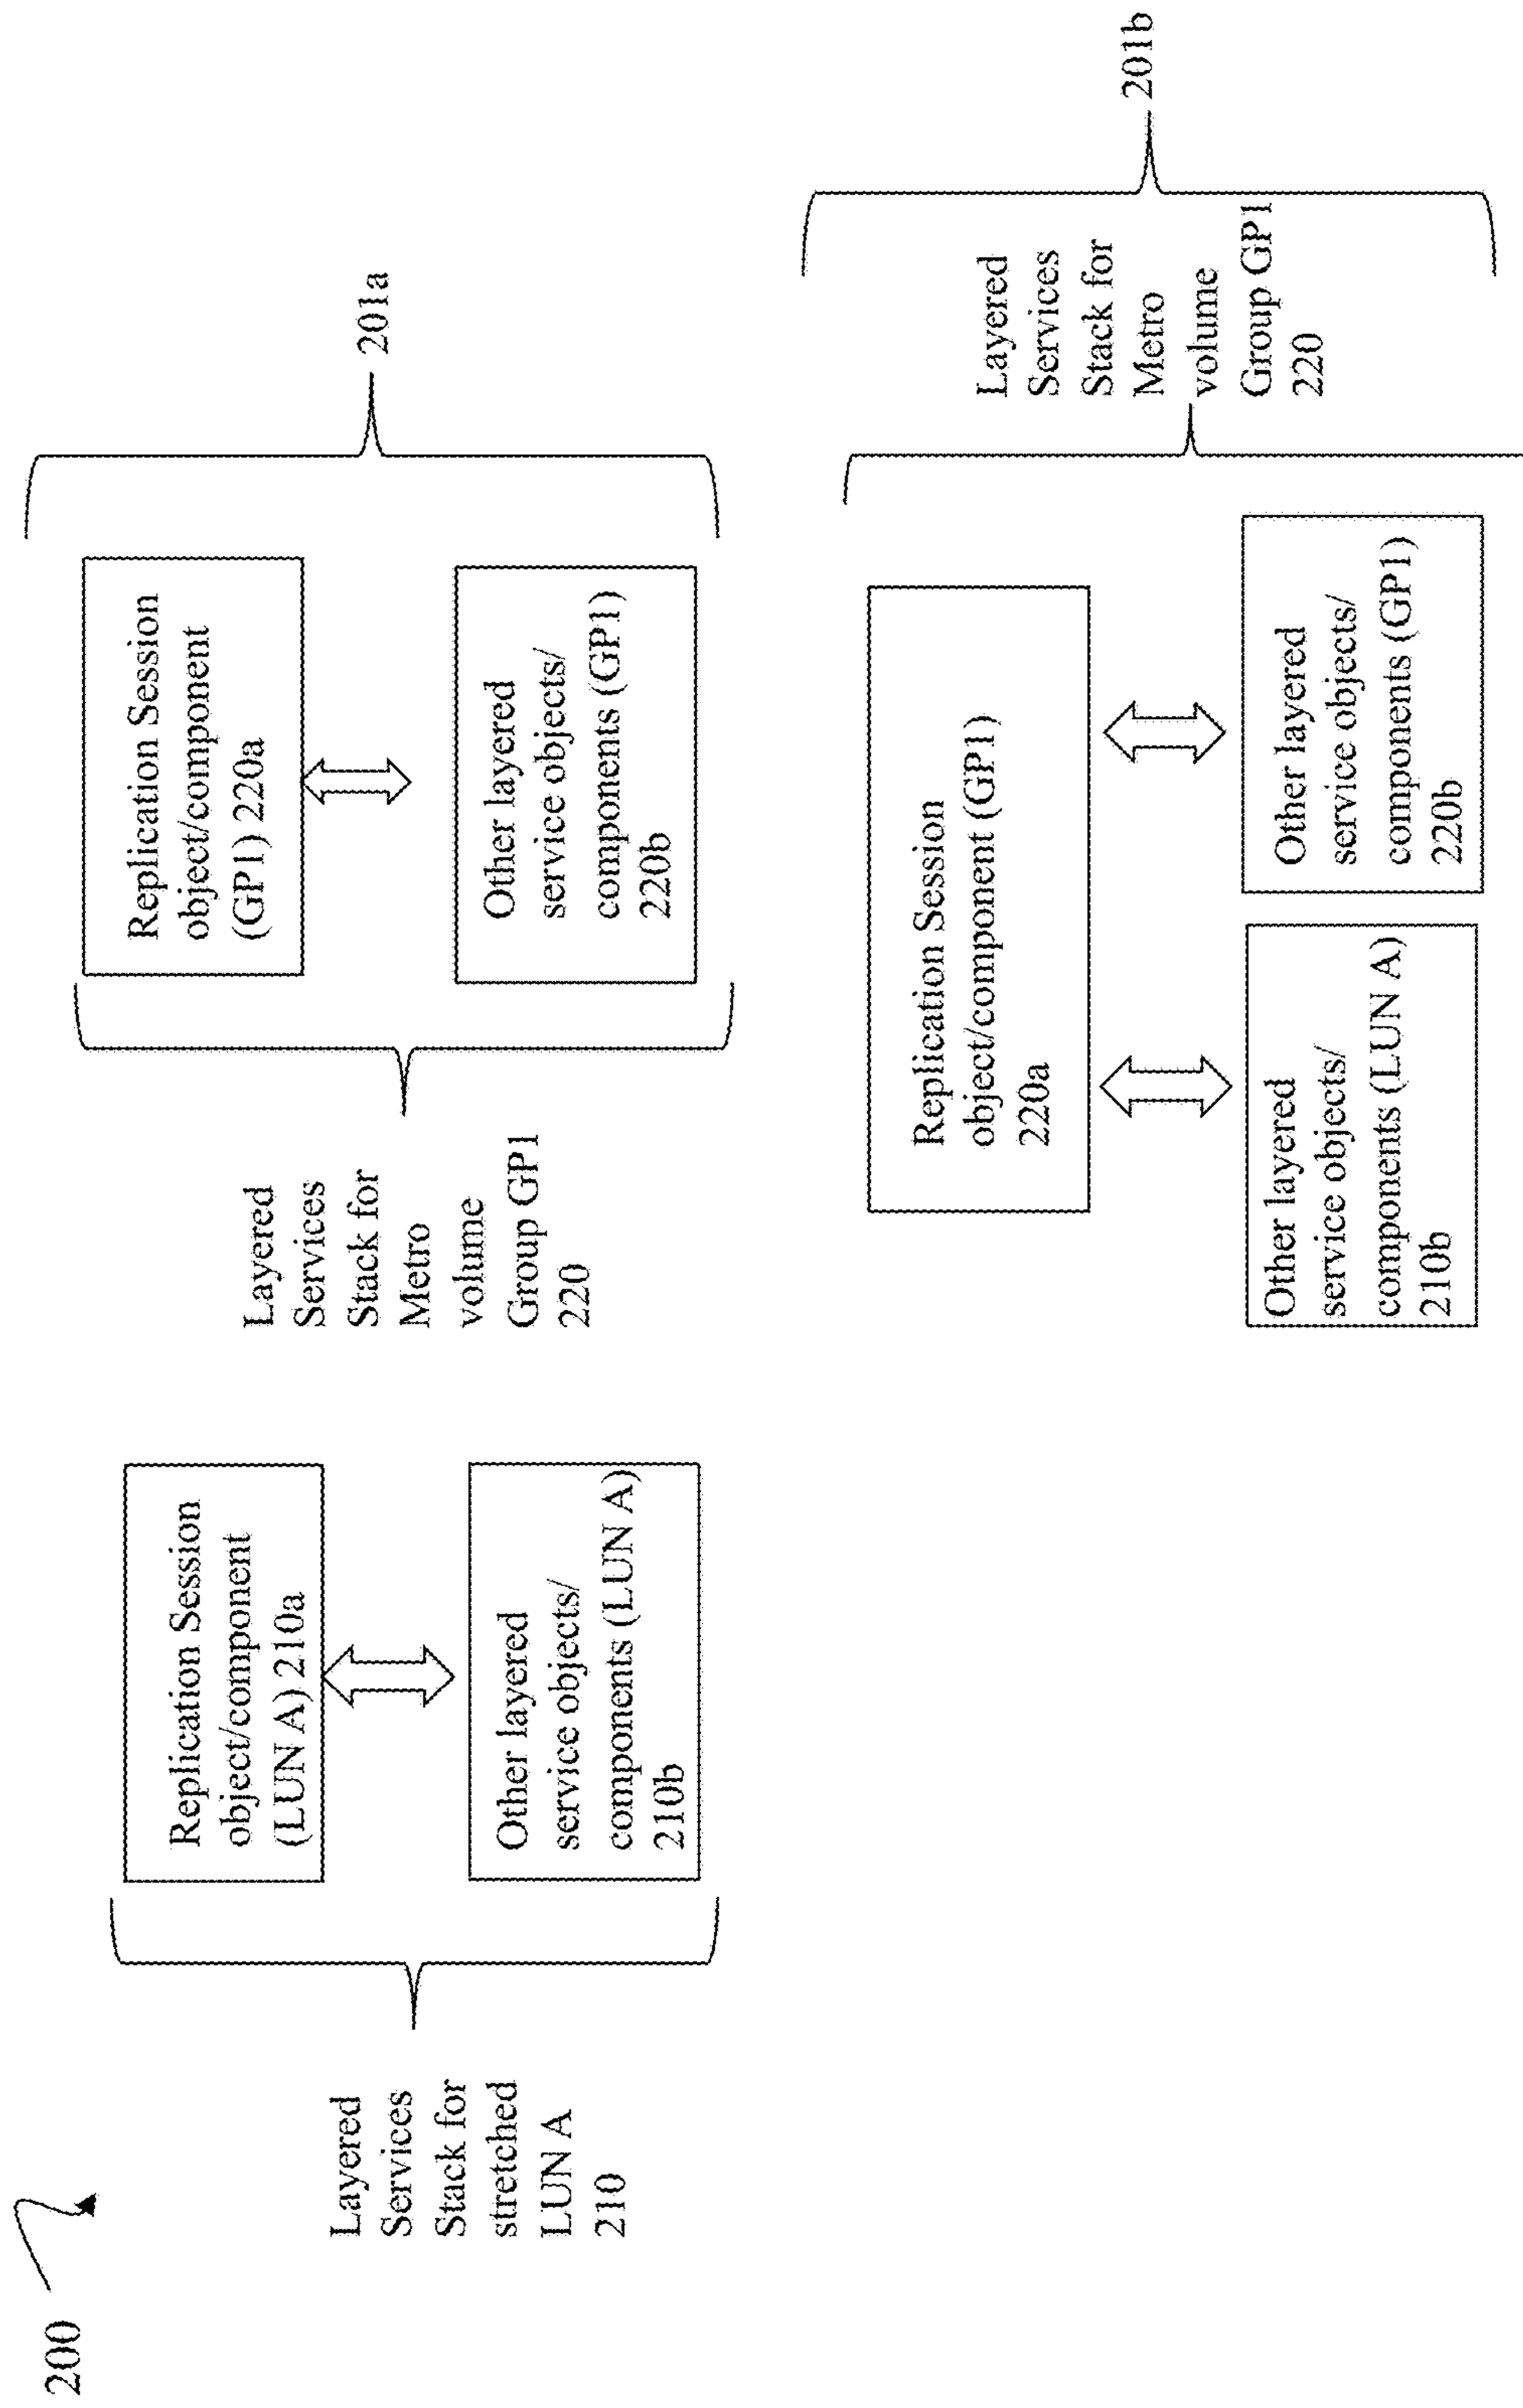 200
Layered
Services
Stack for
stretched
LUN A
210
Replication Session
object/component
(LUN A) 210a
Other layered
service objects/
components (LUN A)
210b
Layered
Services
Stack for
Metro
volume
Group GP1
220
Replication Session
object/component
(GP1) 220a
Other layered
service objects/
components (GP1)
220b
201a
Replication Session
object/component (GP1)
220a
Other layered
service objects/
components (LUN A)
210b
Other layered
service objects/
components (GP1)
220b
Layered
Services
Stack for
Metro
volume
Group GP1
220
201b